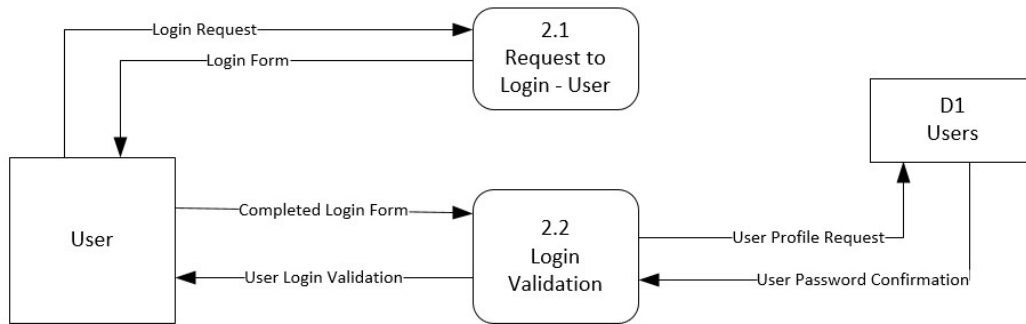 Login Request
2.1
Request to
Login - User
Login Form
D1
Users
User
Completed Login Form
2.2
Login
Validation
User Profile Request
User Login Validation
User Password Confirmation